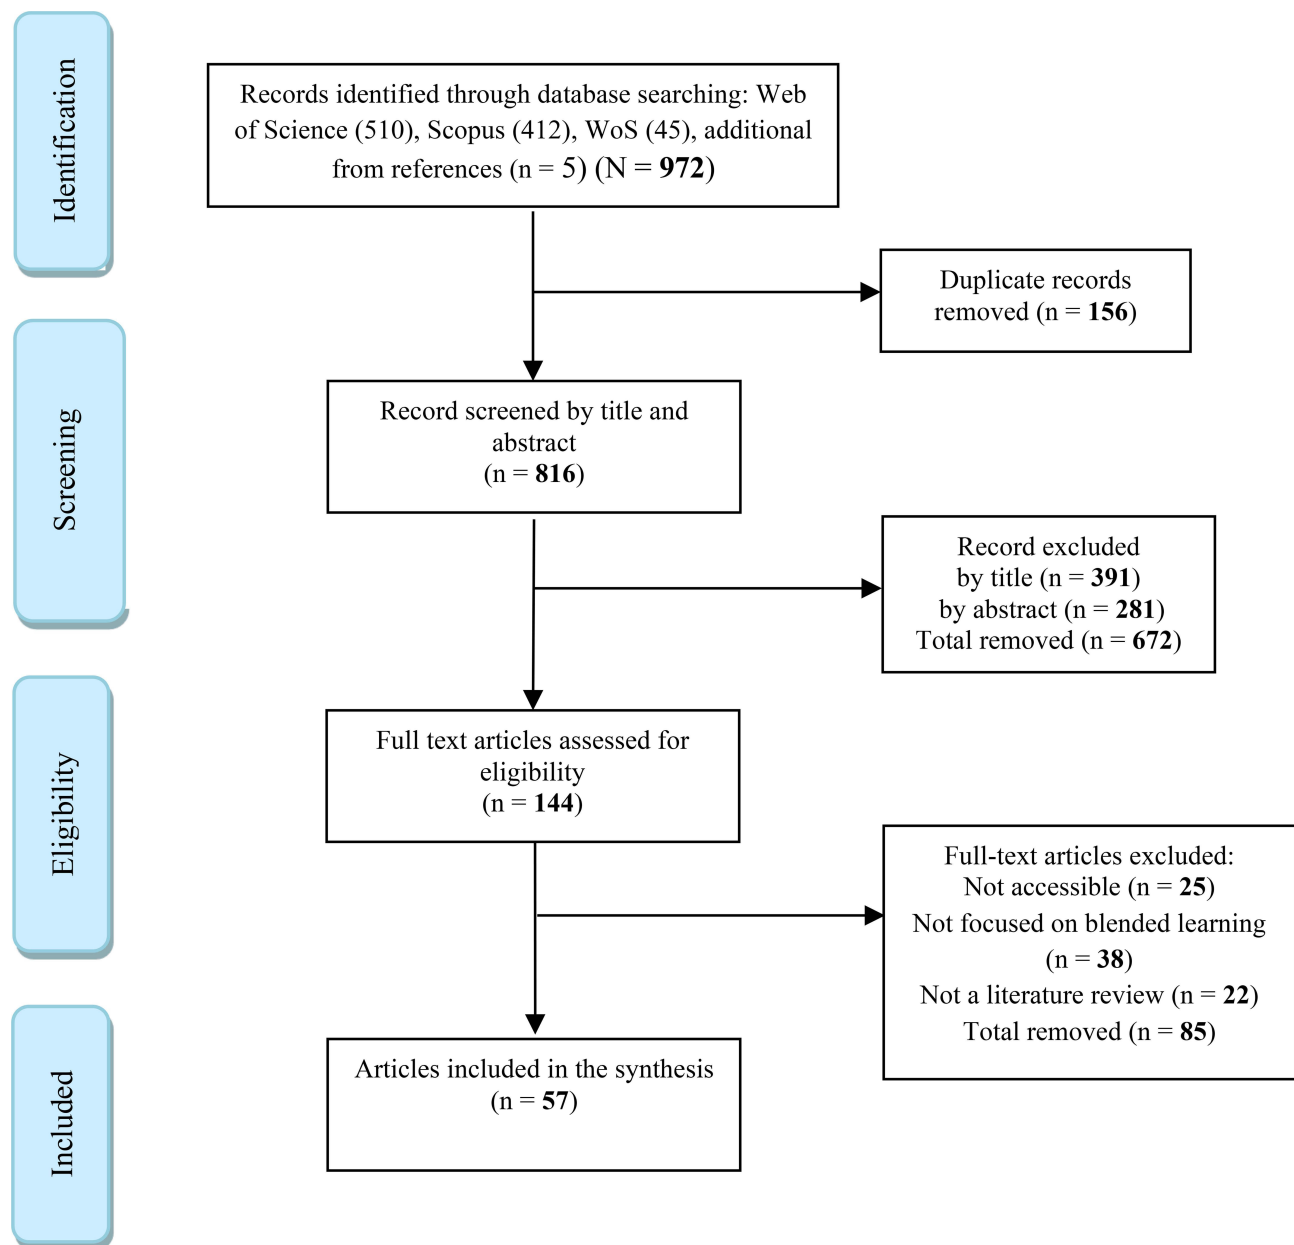 Identification
Records identified through database searching: Web
of Science (510), Scopus (412), WoS (45), additional
from references (n = 5) (N = 972)
Duplicate records
removed (n = 156)
Screening
Record screened by title and
abstract
(n = 816)
Record excluded
by title (n = 391)
by abstract (n = 281)
Total removed (n = 672)
Eligibility
Full text articles assessed for
eligibility
(n = 144)
Full-text articles excluded:
Not accessible (n = 25)
Not focused on blended learning
(n = 38)
Not a literature review (n = 22)
Total removed (n = 85)
Included
Articles included in the synthesis
(n = 57)